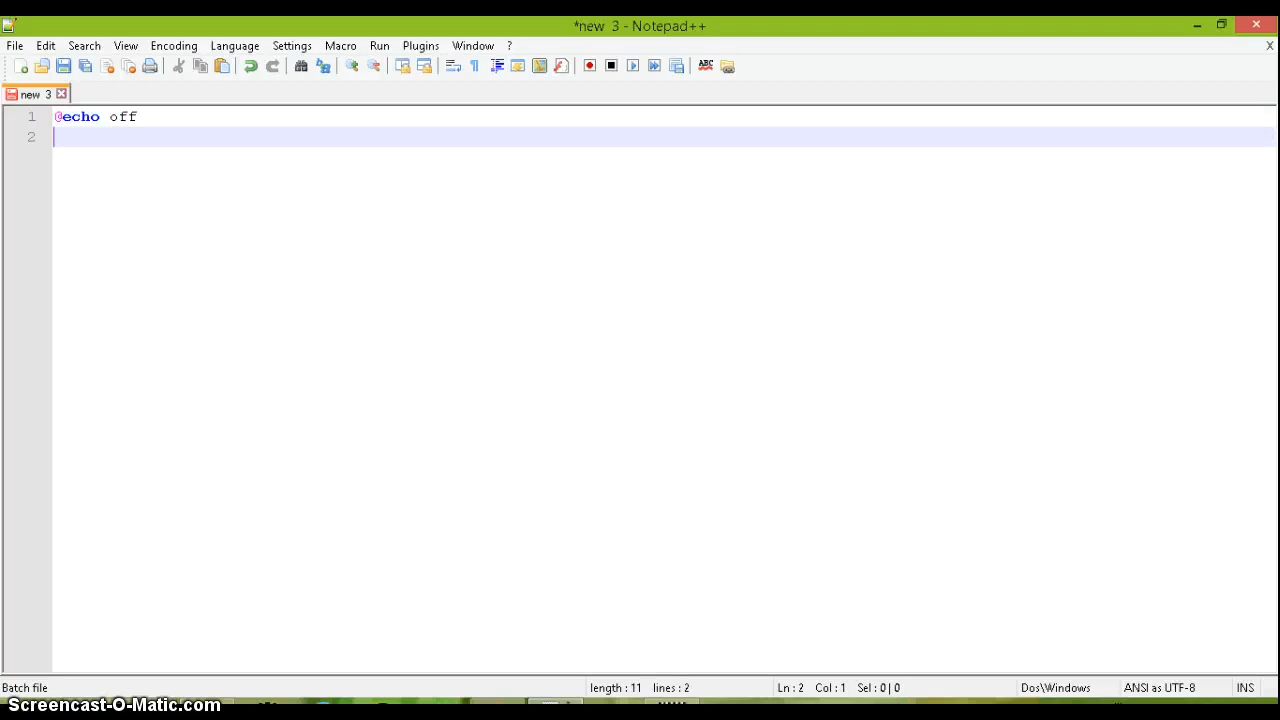 *new 3 - Notepad++
File Edit Search View Encoding Language Settings Macro Run Plugins Window ? X
ABC
new 3
1 @echo off
2
Batch file length : 11 lines : 2 Ln : 2 Col : 1 Sel : 0 | 0 Dos\Windows ANSI as UTF-8 INS
Screencast-O-Matic.com